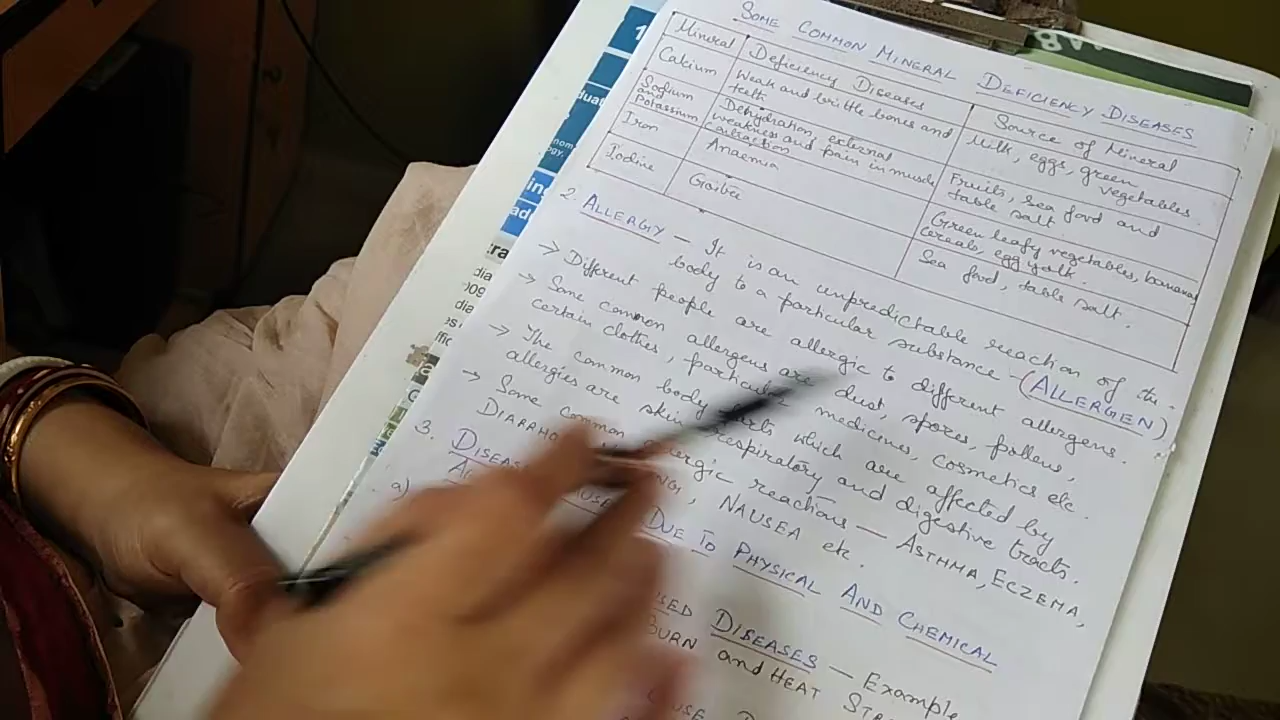 SOME COMMON MINERAL DEFICIENCY DISEASES
Mineral Deficiency Diseases Source of Mineral
Calcium Weak and brittle bones and teeth Milk, eggs, green vegetables
Sodium and Potassium Dehydration, external weakness and pain in muscle Fruits, sea food and table salt.
Iron Anaemia Green leafy vegetables, bananas cereals, egg yolk.
Iodine Goibee Sea food, table salt.
2. ALLERGY – It is an unpredictable reaction of the
body to a particular substance – (ALLERGEN)
→ Different people are allergic to different allergens.
→ Some common allergens are dust, spores, pollens,
certain clothes, particular medicines, cosmetics etc.
→ The common body which are affected by
allergies are skin, respiratory and digestive tracts.
→ Some common allergic reactions – ASTHMA, ECZEMA,
NAUSEA etc.
3. DUE TO PHYSICAL AND CHEMICAL
a) DISEASES – Example
BURN and HEAT